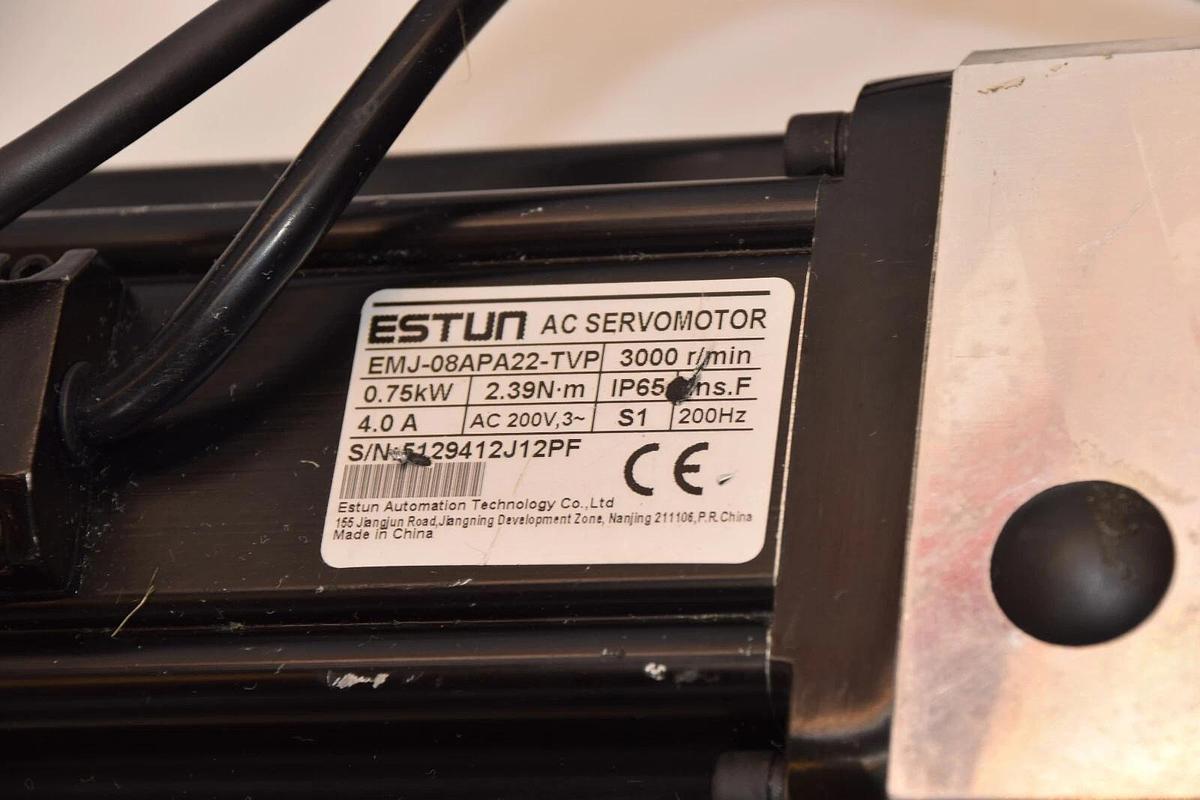 ESTUN AC SERVOMOTOR
EMJ-08APA22-TVP 3000 r/min
0.75kW 2.39N·m IP65 Ins.F
4.0 A AC 200V,3~ S1 200Hz
S/N:5129412J12PF
CE
Estun Automation Technology Co.,Ltd
155 Jiangjun Road,Jiangning Development Zone, Nanjing 211106,P.R.China
Made in China